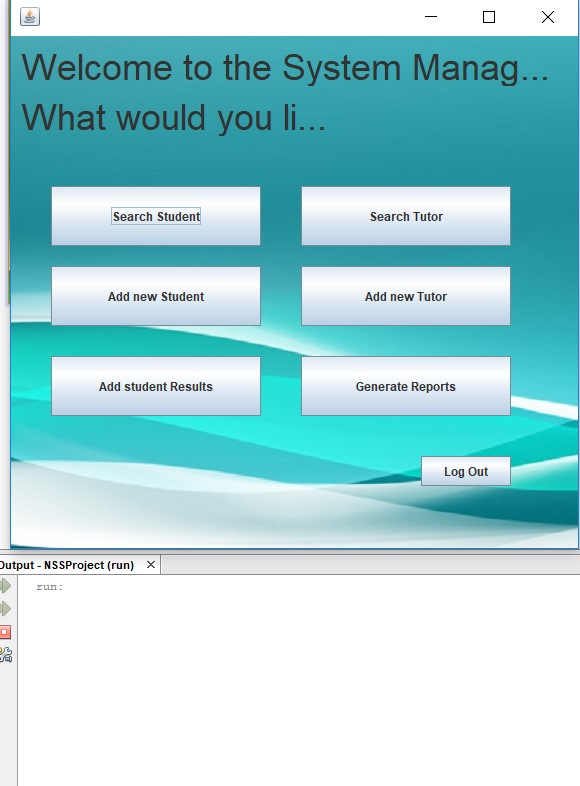 Welcome to the System Manag...
What would you li...
Search Student
Search Tutor
Add new Student
Add new Tutor
Add student Results
Generate Reports
Log Out
Output - NSSProject (run)
run: